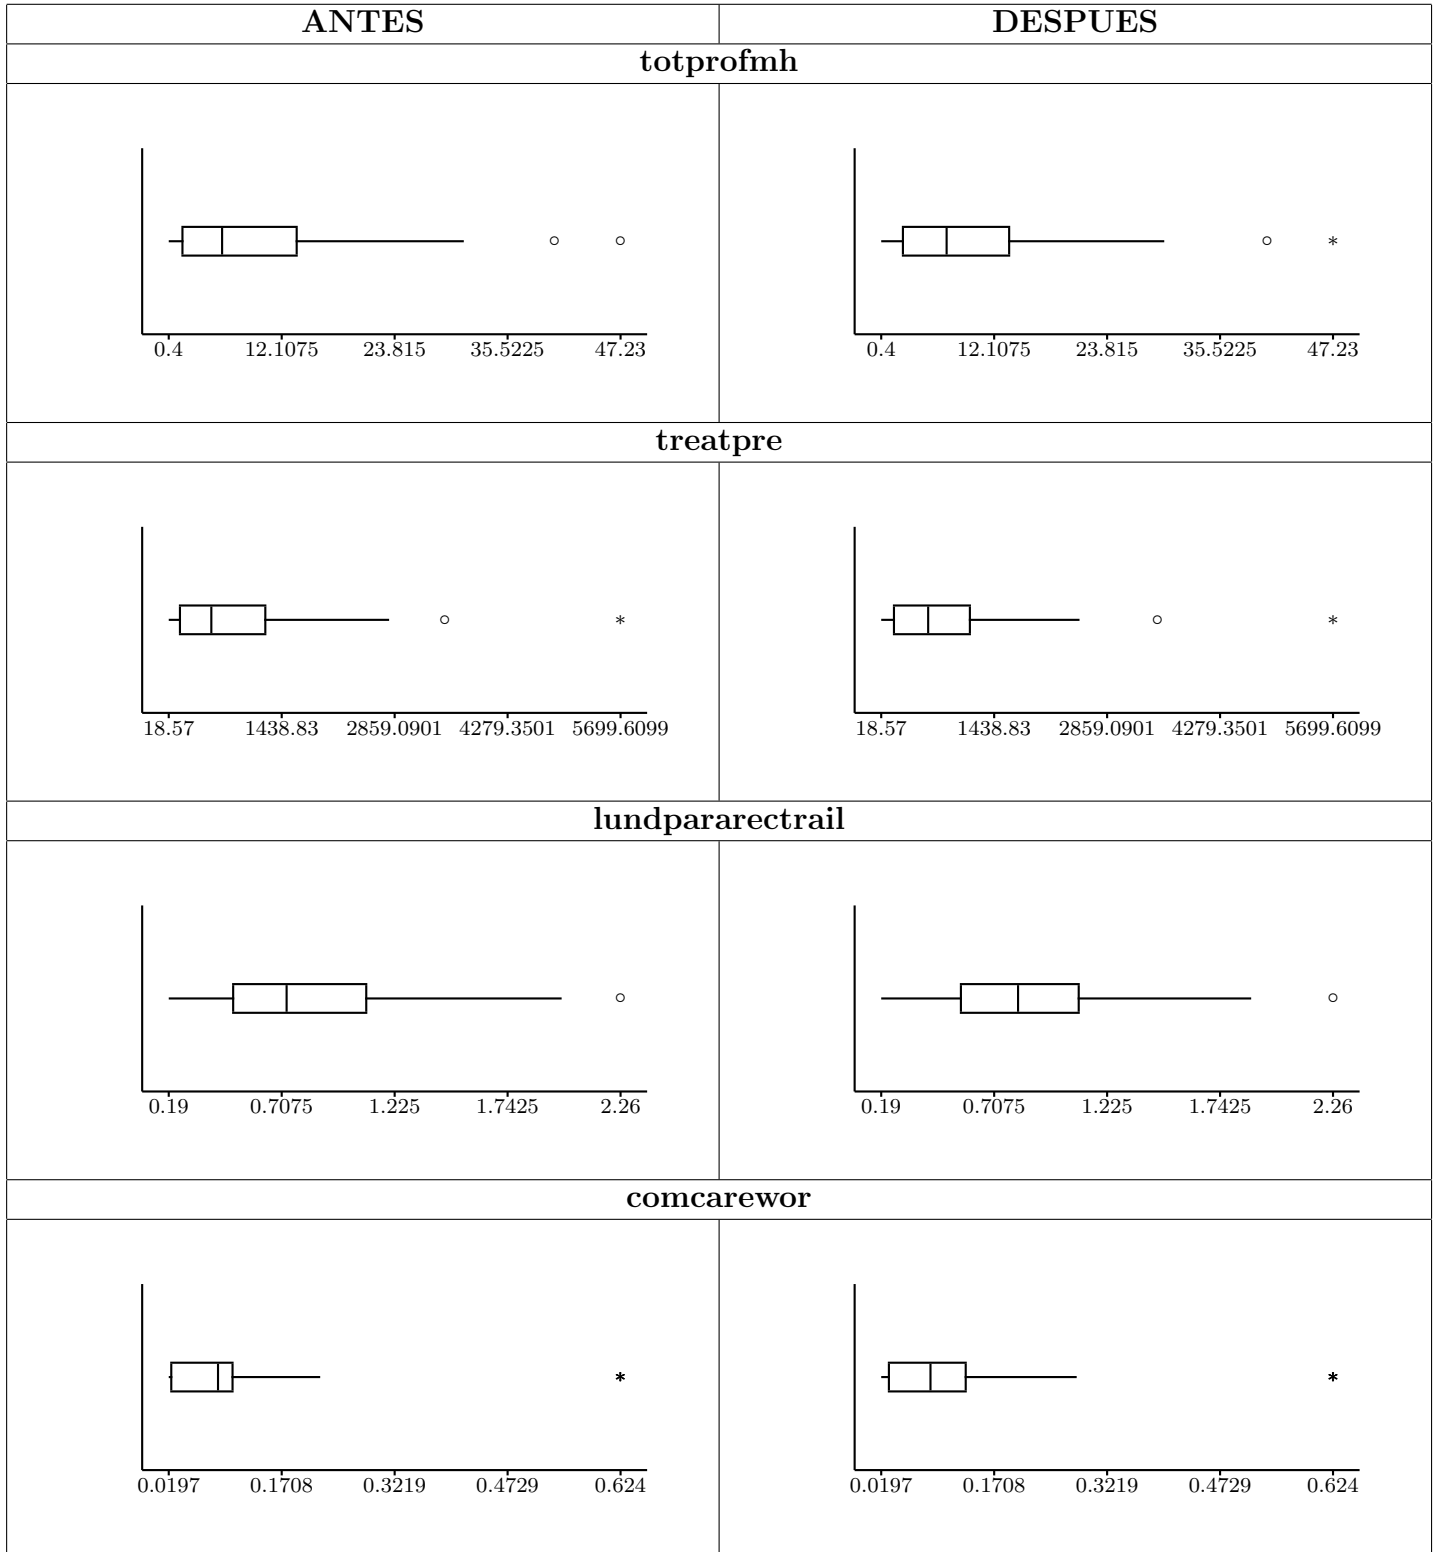 ANTES DESPUES
totprofmh
0.4 12.1075 23.815 35.5225 47.23 0.4 12.1075 23.815 35.5225 47.23
treatpre
18.57 1438.83 2859.0901 4279.3501 5699.6099 18.57 1438.83 2859.0901 4279.3501 5699.6099
lundpararectrail
0.19 0.7075 1.225 1.7425 2.26 0.19 0.7075 1.225 1.7425 2.26
comcarewor
0.0197 0.1708 0.3219 0.4729 0.624 0.0197 0.1708 0.3219 0.4729 0.624